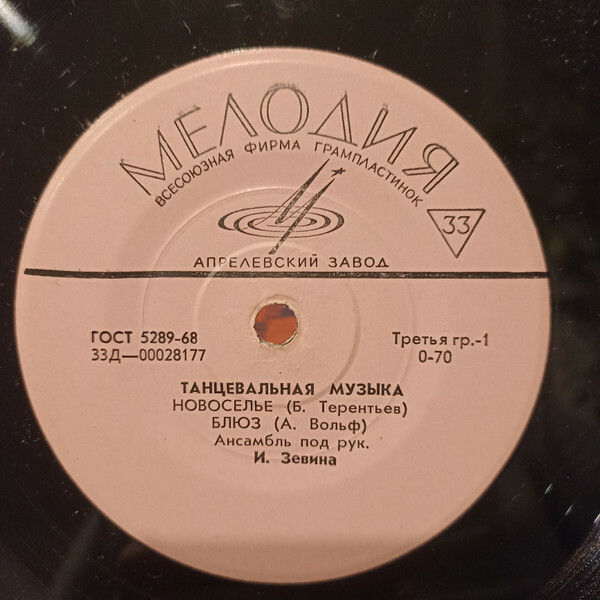 МЕЛОДИЯ
ВСЕСОЮЗНАЯ ФИРМА ГРАМПЛАСТИНОК
33
АПРЕЛЕВСКИЙ ЗАВОД
ГОСТ 5289-68
33Д—00028177
Третья гр.-1
0-70
ТАНЦЕВАЛЬНАЯ МУЗЫКА
НОВОСЕЛЬЕ (Б. Терентьев)
БЛЮЗ (А. Вольф)
Ансамбль под рук.
И. Зевина